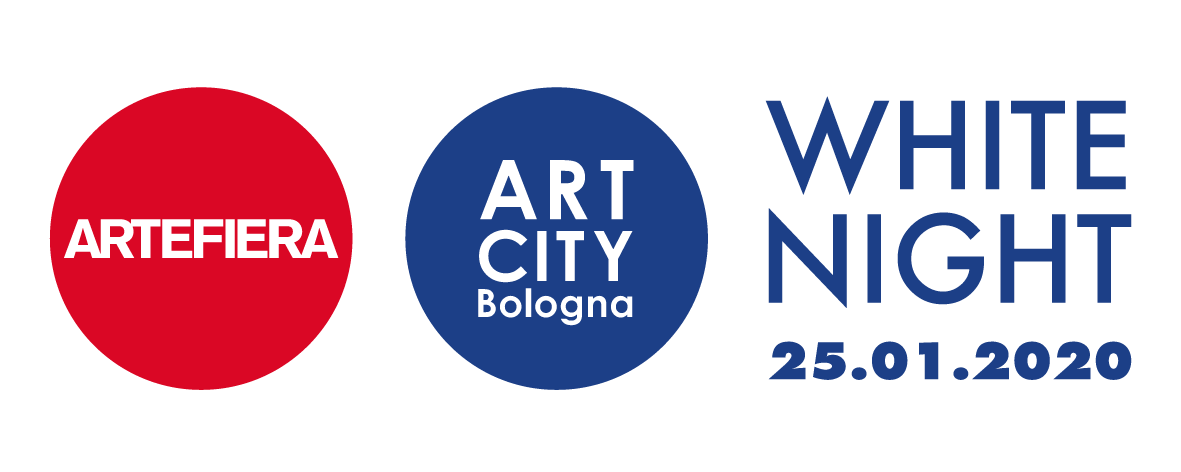 ARTEFIERA
ART
CITY
Bologna
WHITE
NIGHT
25.01.2020